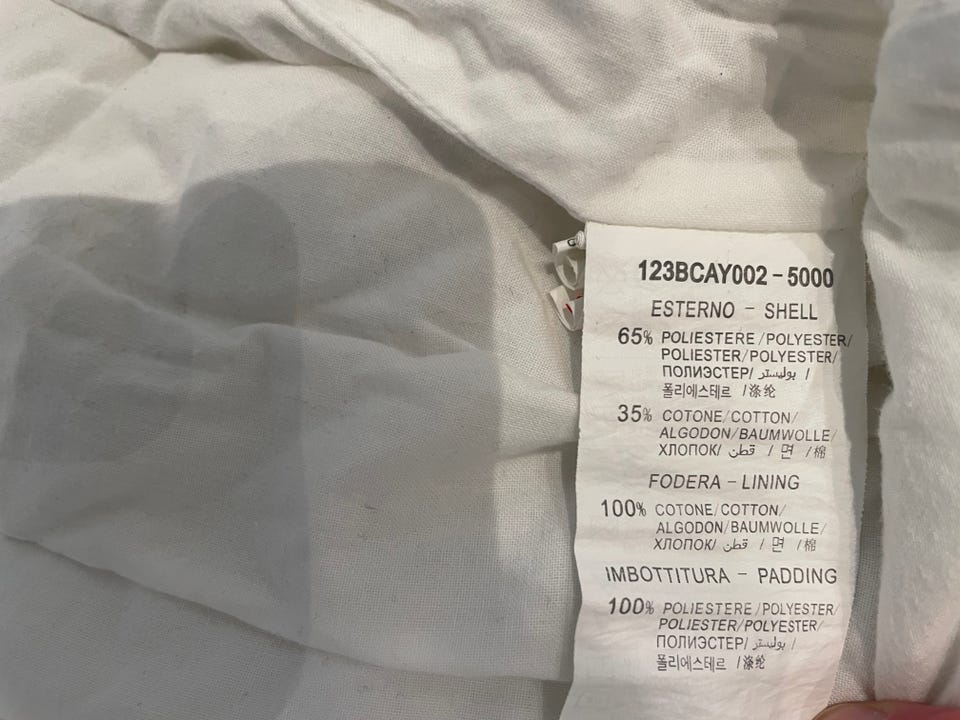 123BCAY002 - 5000
ESTERNO - SHELL
65% POLIESTERE/POLYESTER/
POLIESTER/POLYESTER/
ПОЛИЭСТЕР/ بوليستر /
폴리에스테르 /涤纶
35% COTONE/COTTON/
ALGODON/BAUMWOLLE/
ХЛОПОК/ قطن / 면 /棉
FODERA - LINING
100% COTONE/COTTON/
ALGODON/BAUMWOLLE/
ХЛОПОК/ قطن / 면 /棉
IMBOTTITURA - PADDING
100% POLIESTERE/POLYESTER/
POLIESTER/POLYESTER/
ПОЛИЭСТЕР/ بوليستر /
폴리에스테르 /涤纶